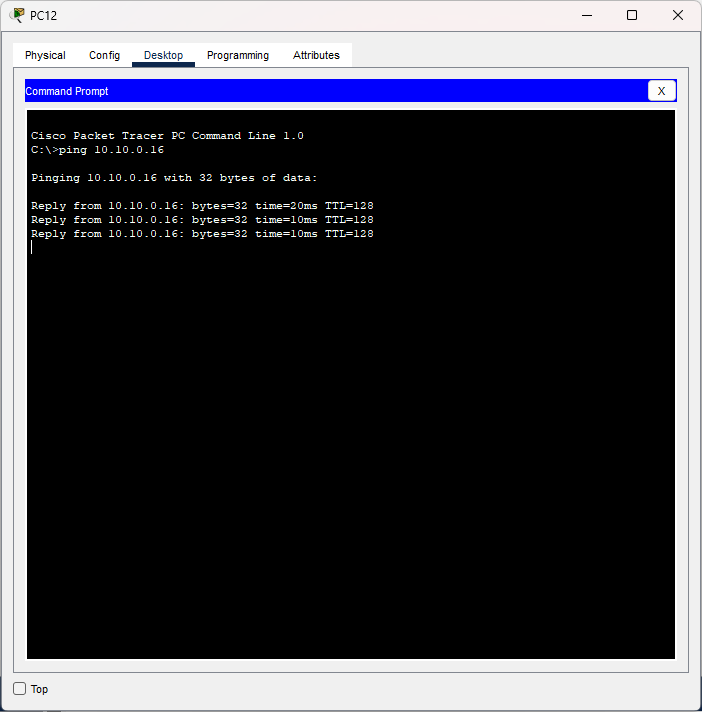 PC12
Physical Config Desktop Programming Attributes
Command Prompt X
Cisco Packet Tracer PC Command Line 1.0
C:\>ping 10.10.0.16
Pinging 10.10.0.16 with 32 bytes of data:
Reply from 10.10.0.16: bytes=32 time=20ms TTL=128
Reply from 10.10.0.16: bytes=32 time=10ms TTL=128
Reply from 10.10.0.16: bytes=32 time=10ms TTL=128
Top